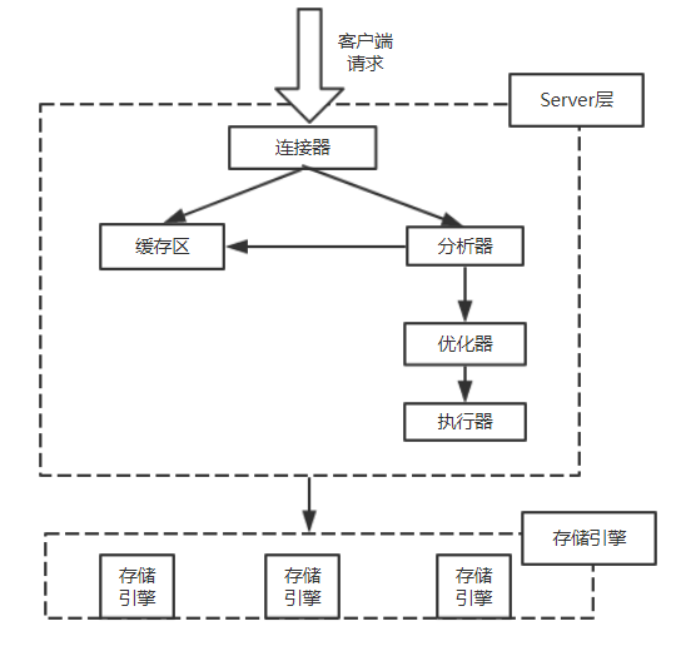 客户端
请求
Server层
连接器
缓存区
分析器
优化器
执行器
存储引擎
存储
引擎
存储
引擎
存储
引擎